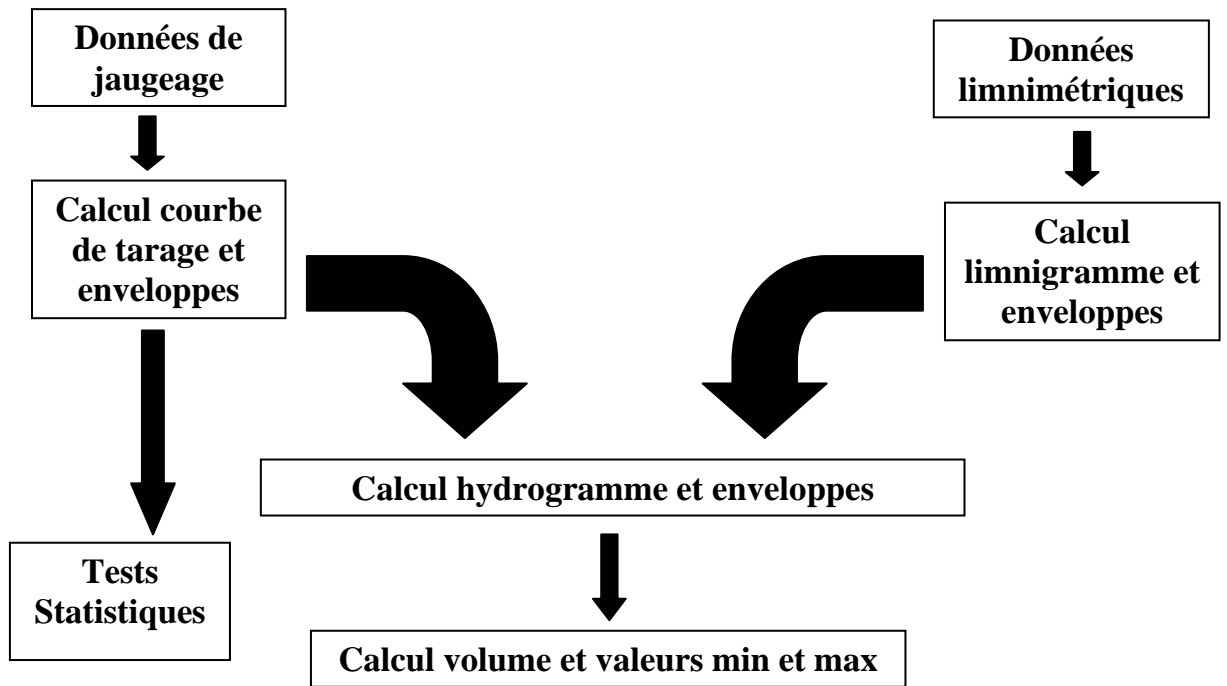 Données de
jaugeage
Données
limnimétriques
Calcul courbe
de tarage et
enveloppes
Calcul
limnigramme et
enveloppes
Calcul hydrogramme et enveloppes
Tests
Statistiques
Calcul volume et valeurs min et max